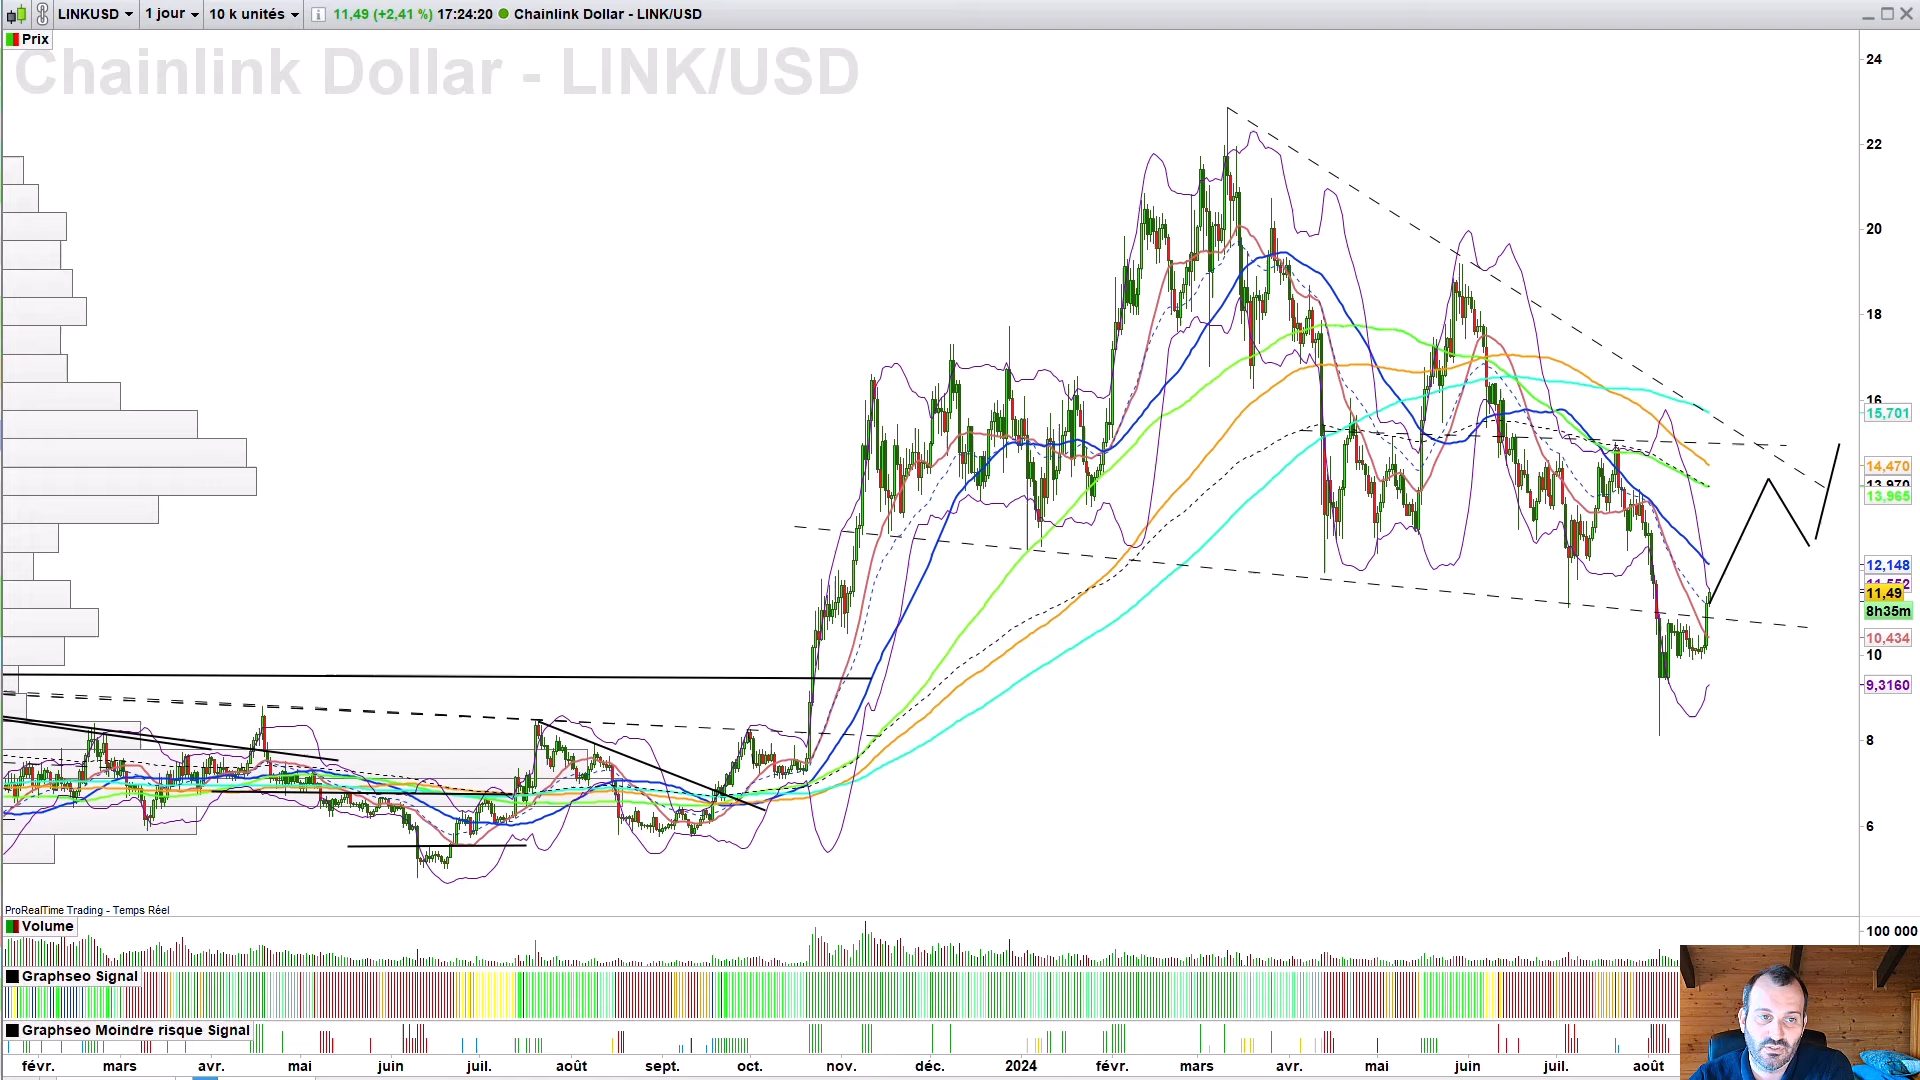 LINKUSD 1 jour 10 k unités 11,49 (+2,41 %) 17:24:20 Chainlink Dollar - LINK/USD
Prix
Chainlink Dollar - LINK/USD
24
22
20
18
16
15,701
14,470
13,970
13,965
12,148
11,552
11,49
8h35m
10,434
10
9,3160
8
6
ProRealTime Trading - Temps Réel
Volume
100 000
Graphseo Signal
Graphseo Moindre risque Signal
févr. mars avr. mai juin juil. août sept. oct. nov. déc. 2024 févr. mars avr. mai juin juil. août